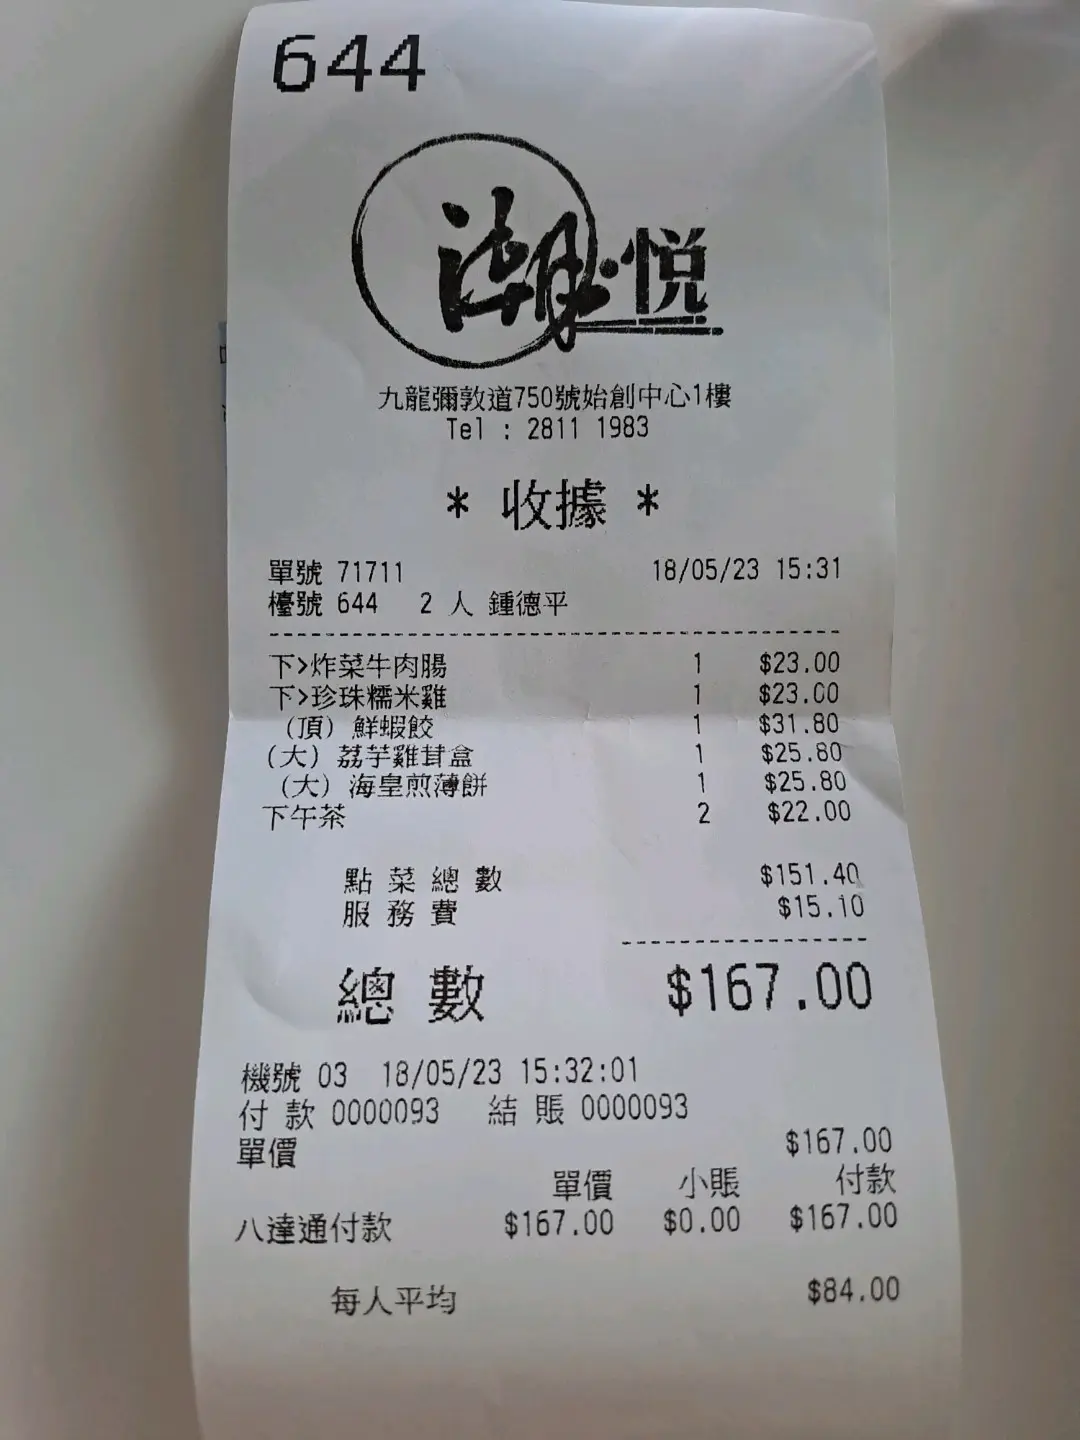 644
潮悦
九龍彌敦道750號始創中心1樓
Tel : 2811 1983
* 收據 *
單號 71711 18/05/23 15:31
檯號 644 2 人 鍾德平
下>炸菜牛肉腸 1 $23.00
下>珍珠糯米雞 1 $23.00
(頂) 鮮蝦餃 1 $31.80
(大) 荔芋雞茸盒 1 $25.80
(大) 海皇煎薄餅 1 $25.80
下午茶 2 $22.00
點菜總數 $151.40
服務費 $15.10
總數 $167.00
機號 03 18/05/23 15:32:01
付款 0000093 結賬 0000093
單價 $167.00
單價 小賬 付款
八達通付款 $167.00 $0.00 $167.00
每人平均 $84.00